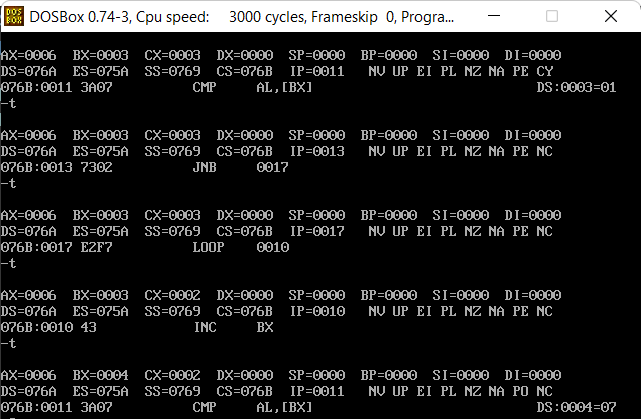 DOS
BOX
DOSBox 0.74-3, Cpu speed: 3000 cycles, Frameskip 0, Progra...
AX=0006 BX=0003 CX=0003 DX=0000 SP=0000 BP=0000 SI=0000 DI=0000
DS=076A ES=075A SS=0769 CS=076B IP=0011 NV UP EI PL NZ NA PE CY
076B:0011 3A07 CMP AL,[BX] DS:0003=01
-t
AX=0006 BX=0003 CX=0003 DX=0000 SP=0000 BP=0000 SI=0000 DI=0000
DS=076A ES=075A SS=0769 CS=076B IP=0013 NV UP EI PL NZ NA PE NC
076B:0013 7302 JNB 0017
-t
AX=0006 BX=0003 CX=0003 DX=0000 SP=0000 BP=0000 SI=0000 DI=0000
DS=076A ES=075A SS=0769 CS=076B IP=0017 NV UP EI PL NZ NA PE NC
076B:0017 E2F7 LOOP 0010
-t
AX=0006 BX=0003 CX=0002 DX=0000 SP=0000 BP=0000 SI=0000 DI=0000
DS=076A ES=075A SS=0769 CS=076B IP=0010 NV UP EI PL NZ NA PE NC
076B:0010 43 INC BX
-t
AX=0006 BX=0004 CX=0002 DX=0000 SP=0000 BP=0000 SI=0000 DI=0000
DS=076A ES=075A SS=0769 CS=076B IP=0011 NV UP EI PL NZ NA PO NC
076B:0011 3A07 CMP AL,[BX] DS:0004=07